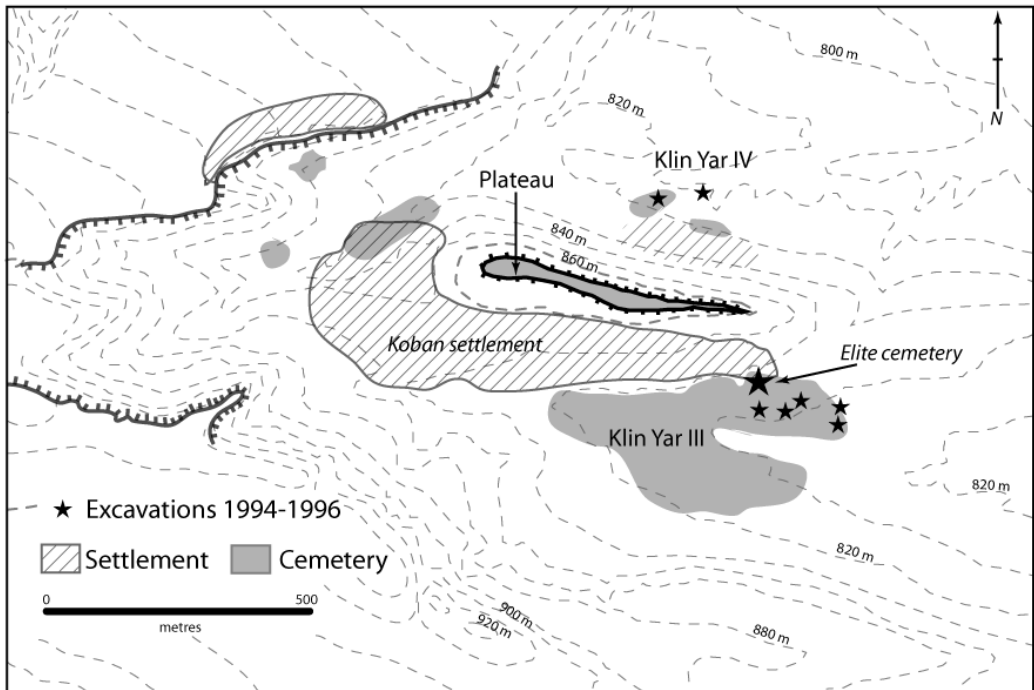 800 m
820 m
N
Klin Yar IV
Plateau
840 m
860 m
Koban settlement
Elite cemetery
Klin Yar III
820 m
Excavations 1994-1996
820 m
Settlement
Cemetery
0
500
metres
900 m
920 m
880 m